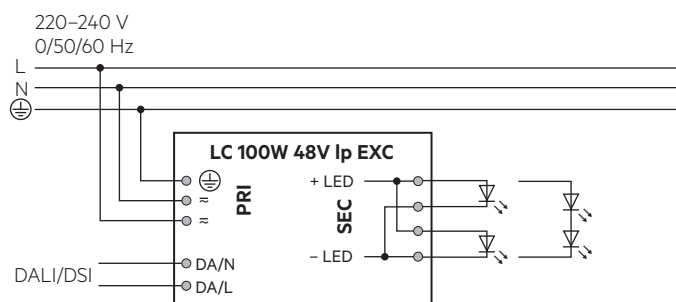 220–240 V
0/50/60 Hz
L
N
LC 100W 48V lp EXC
PRI
SEC
+ LED
≂
≂
– LED
DALI/DSI
DA/N
DA/L